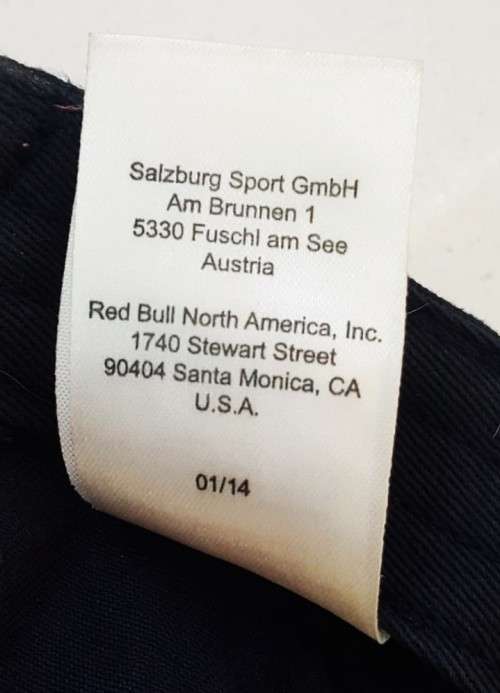 Salzburg Sport GmbH
Am Brunnen 1
5330 Fuschl am See
Austria
Red Bull North America, Inc.
1740 Stewart Street
90404 Santa Monica, CA
U.S.A.
01/14